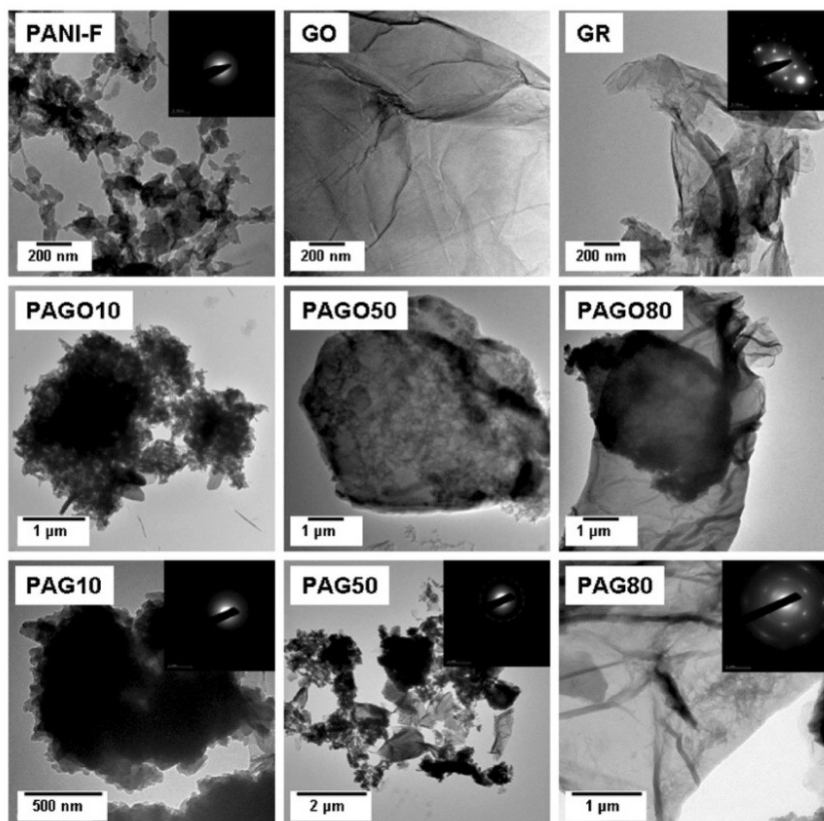 PANI-F
GO
GR
200 nm
200 nm
200 nm
PAGO10
PAGO50
PAGO80
1 µm
1 µm
1 µm
PAG10
PAG50
PAG80
500 nm
2 µm
1 µm